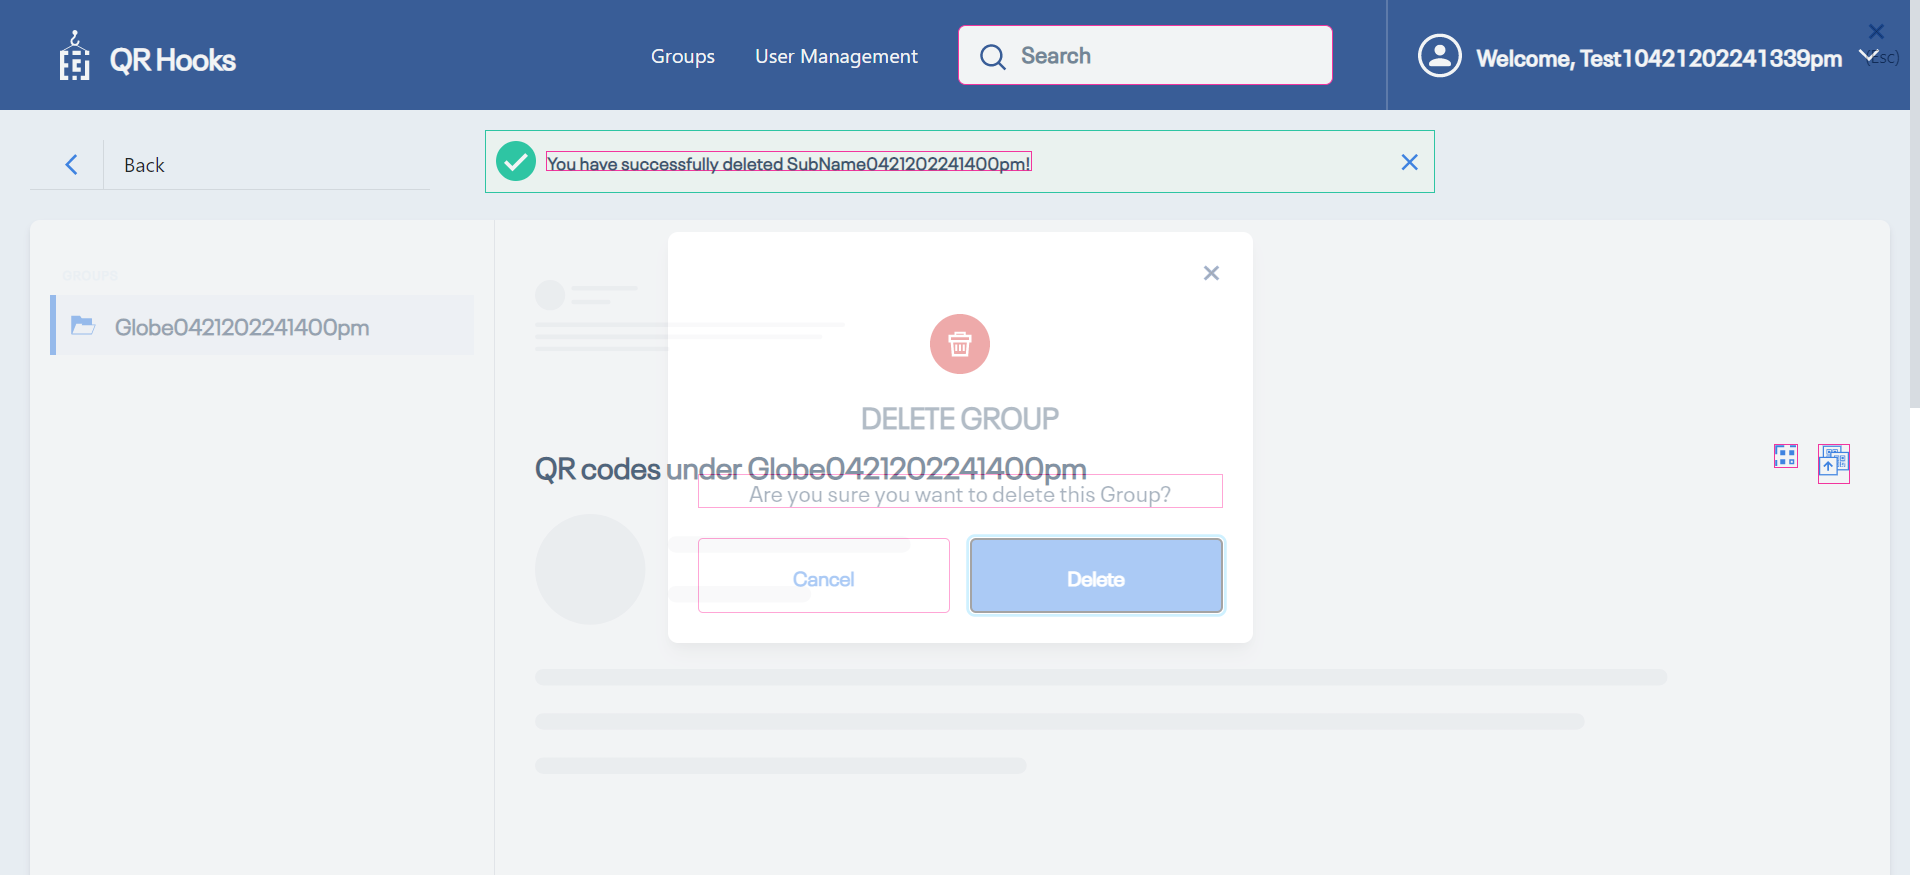 QR Hooks
Groups
User Management
Search
Welcome, Test10421202241339pm
(Esc)
Back
You have successfully deleted SubName0421202241400pm!
GROUPS
Globe0421202241400pm
DELETE GROUP
QR codes under Globe0421202241400pm
Are you sure you want to delete this Group?
Cancel
Delete